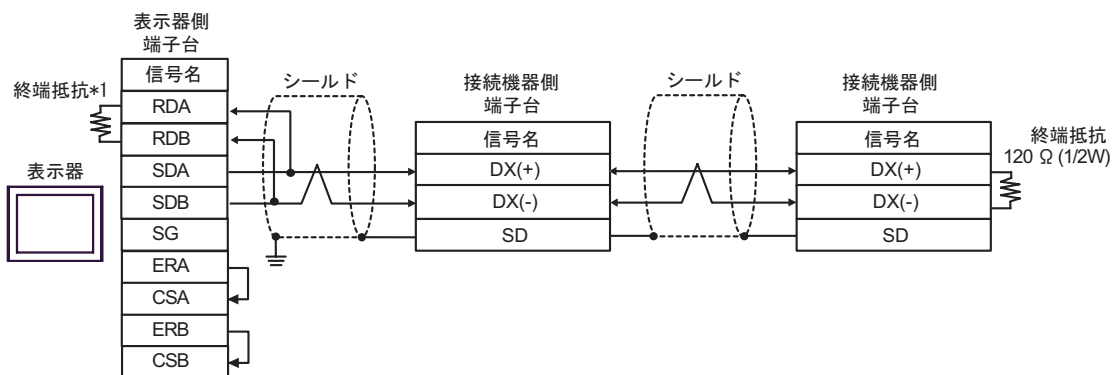 表示器側
端子台
信号名
終端抵抗*1
RDA
RDB
表示器
SDA
SDB
SG
ERA
CSA
ERB
CSB
シールド
接続機器側
端子台
信号名
DX(+)
DX(-)
SD
シールド
接続機器側
端子台
信号名
DX(+)
DX(-)
SD
終端抵抗
120 Ω (1/2W)